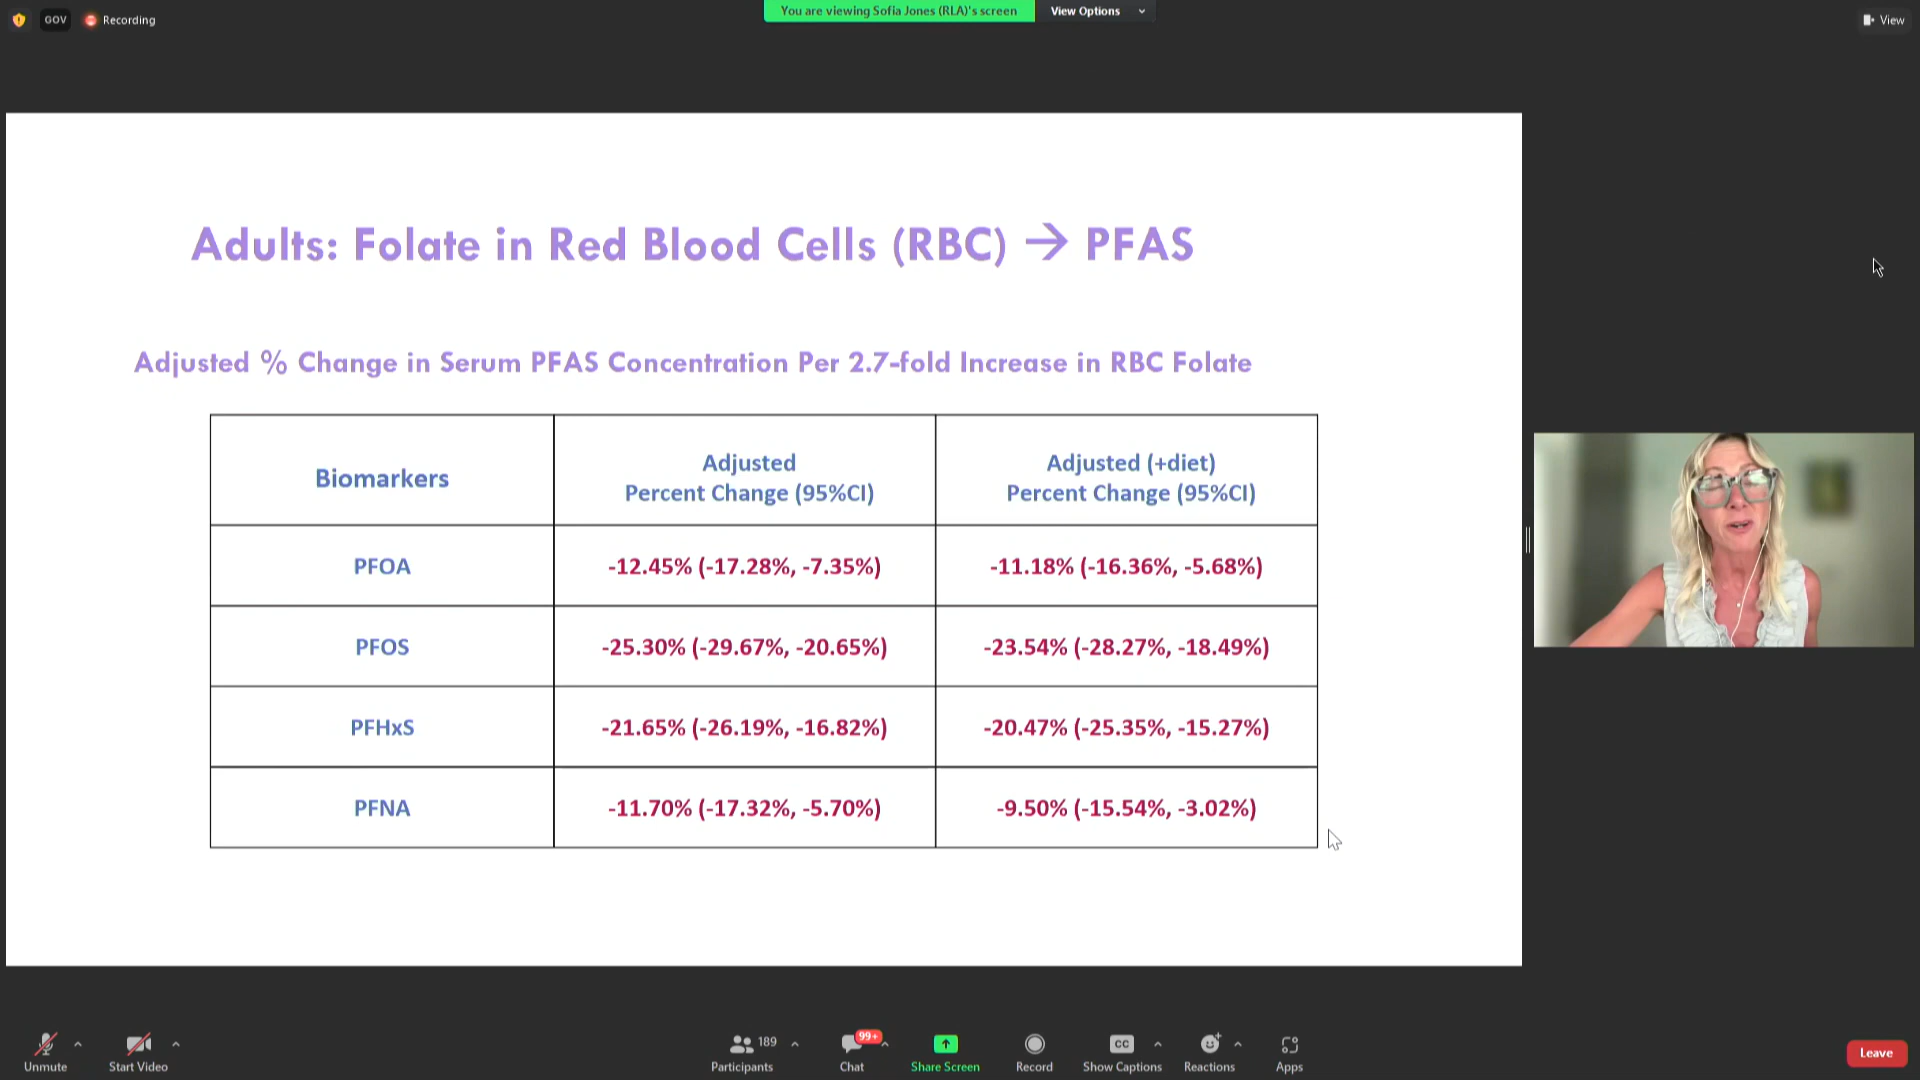 GOV
Recording
You are viewing Sofia Jones (RLA)'s screen
View Options
View
Adults: Folate in Red Blood Cells (RBC) → PFAS
Adjusted % Change in Serum PFAS Concentration Per 2.7-fold Increase in RBC Folate
Biomarkers
Adjusted
Percent Change (95%CI)
Adjusted (+diet)
Percent Change (95%CI)
PFOA
-12.45% (-17.28%, -7.35%)
-11.18% (-16.36%, -5.68%)
PFOS
-25.30% (-29.67%, -20.65%)
-23.54% (-28.27%, -18.49%)
PFHxS
-21.65% (-26.19%, -16.82%)
-20.47% (-25.35%, -15.27%)
PFNA
-11.70% (-17.32%, -5.70%)
-9.50% (-15.54%, -3.02%)
Unmute
Start Video
189
Participants
99+
Chat
Share Screen
Record
CC
Show Captions
Reactions
Apps
Leave